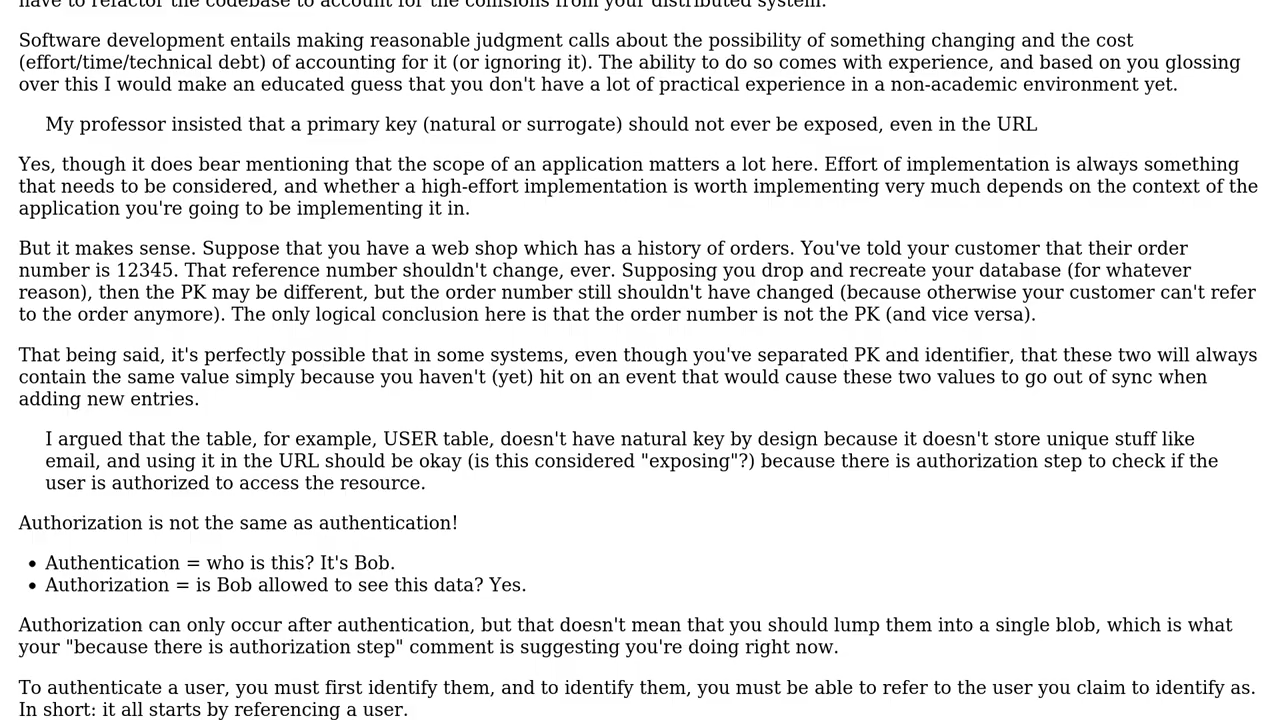 have to refactor the codebase to account for the collisions from your distributed system.
Software development entails making reasonable judgment calls about the possibility of something changing and the cost
(effort/time/technical debt) of accounting for it (or ignoring it). The ability to do so comes with experience, and based on you glossing
over this I would make an educated guess that you don't have a lot of practical experience in a non-academic environment yet.
My professor insisted that a primary key (natural or surrogate) should not ever be exposed, even in the URL
Yes, though it does bear mentioning that the scope of an application matters a lot here. Effort of implementation is always something
that needs to be considered, and whether a high-effort implementation is worth implementing very much depends on the context of the
application you're going to be implementing it in.
But it makes sense. Suppose that you have a web shop which has a history of orders. You've told your customer that their order
number is 12345. That reference number shouldn't change, ever. Supposing you drop and recreate your database (for whatever
reason), then the PK may be different, but the order number still shouldn't have changed (because otherwise your customer can't refer
to the order anymore). The only logical conclusion here is that the order number is not the PK (and vice versa).
That being said, it's perfectly possible that in some systems, even though you've separated PK and identifier, that these two will always
contain the same value simply because you haven't (yet) hit on an event that would cause these two values to go out of sync when
adding new entries.
I argued that the table, for example, USER table, doesn't have natural key by design because it doesn't store unique stuff like
email, and using it in the URL should be okay (is this considered "exposing"?) because there is authorization step to check if the
user is authorized to access the resource.
Authorization is not the same as authentication!
• Authentication = who is this? It's Bob.
• Authorization = is Bob allowed to see this data? Yes.
Authorization can only occur after authentication, but that doesn't mean that you should lump them into a single blob, which is what
your "because there is authorization step" comment is suggesting you're doing right now.
To authenticate a user, you must first identify them, and to identify them, you must be able to refer to the user you claim to identify as.
In short: it all starts by referencing a user.